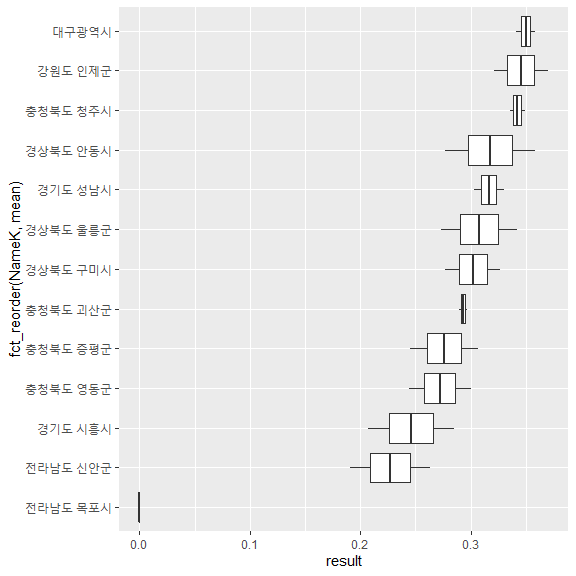 대구광역시
강원도 인제군
충청북도 청주시
경상북도 안동시
경기도 성남시
경상북도 울릉군
경상북도 구미시
충청북도 괴산군
충청북도 증평군
충청북도 영동군
경기도 시흥시
전라남도 신안군
전라남도 목포시
fct_reorder(NameK, mean)
0.0 0.1 0.2 0.3
result